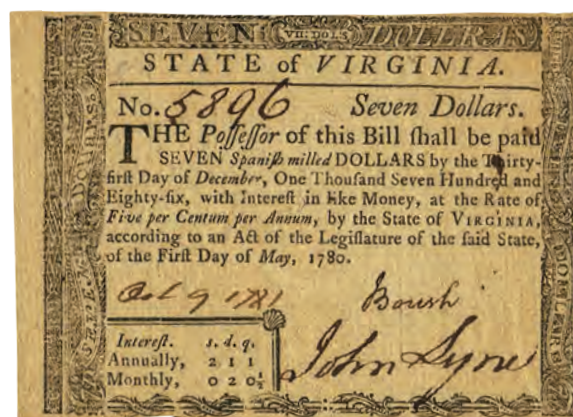 SEVEN VII: DOL'S DOLLRAS
STATE of VIRGINIA.
No. 5896 Seven Dollars.
THE Poſſeſſor of this Bill ſhall be paid
SEVEN Spaniſh milled DOLLARS by the Thirty-
firſt Day of December, One Thouſand Seven Hundred and
Eighty-ſix, with Intereſt in like Money, at the Rate of
Five per Centum per Annum, by the State of VIRGINIA,
according to an Act of the Legiſlature of the ſaid State,
of the Firſt Day of May, 1780.
Oct 9 1781 Boush
Intereſt. s. d. q.
Annually, 2 1 1
Monthly, 0 2 0½
John Lyne
SEVEN
Dollars.
DOLLARS